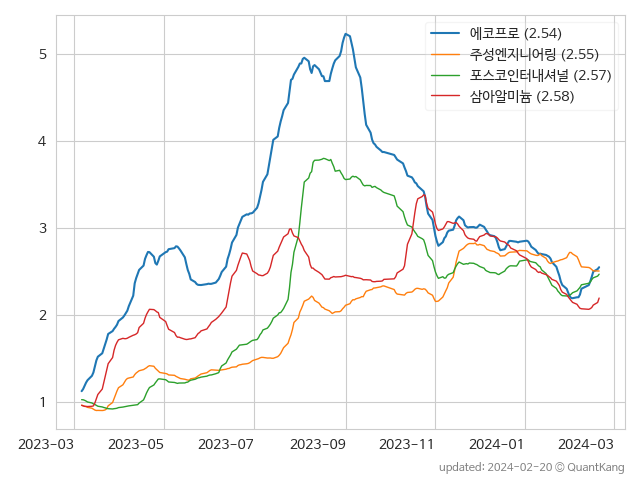 에코프로 (2.54)
주성엔지니어링 (2.55)
포스코인터내셔널 (2.57)
삼아알미늄 (2.58)
5
4
3
2
1
2023-03 2023-05 2023-07 2023-09 2023-11 2024-01 2024-03
updated: 2024-02-20 © QuantKang